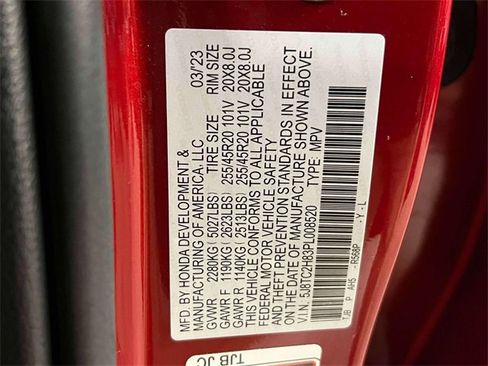 MFD. BY HONDA DEVELOPMENT & 03/23
MANUFACTURING OF AMERICA, LLC
TIRE SIZE RIM SIZE
GVWR 2280KG (5027LBS) 255/45R20 101V 20X8.0J
GAWR F 1190KG (2623LBS) 255/45R20 101V 20X8.0J
GAWR R 1140KG (2513LBS)
THIS VEHICLE CONFORMS TO ALL APPLICABLE
FEDERAL MOTOR VEHICLE SAFETY
AND THEFT PREVENTION STANDARDS IN EFFECT
ON THE DATE OF MANUFACTURE SHOWN ABOVE.
V.I.N: 5J8TC2H83PL008520 TYPE: MPV
TJB P AH5 -R568P -Y-L
TJB JC